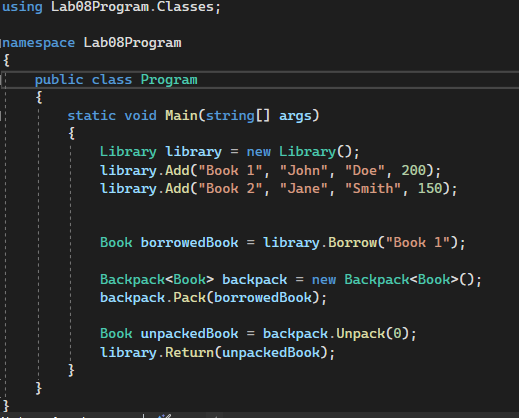 using Lab08Program.Classes;
namespace Lab08Program
{
public class Program
{
static void Main(string[] args)
{
Library library = new Library();
library.Add("Book 1", "John", "Doe", 200);
library.Add("Book 2", "Jane", "Smith", 150);
Book borrowedBook = library.Borrow("Book 1");
Backpack<Book> backpack = new Backpack<Book>();
backpack.Pack(borrowedBook);
Book unpackedBook = backpack.Unpack(0);
library.Return(unpackedBook);
}
}
}